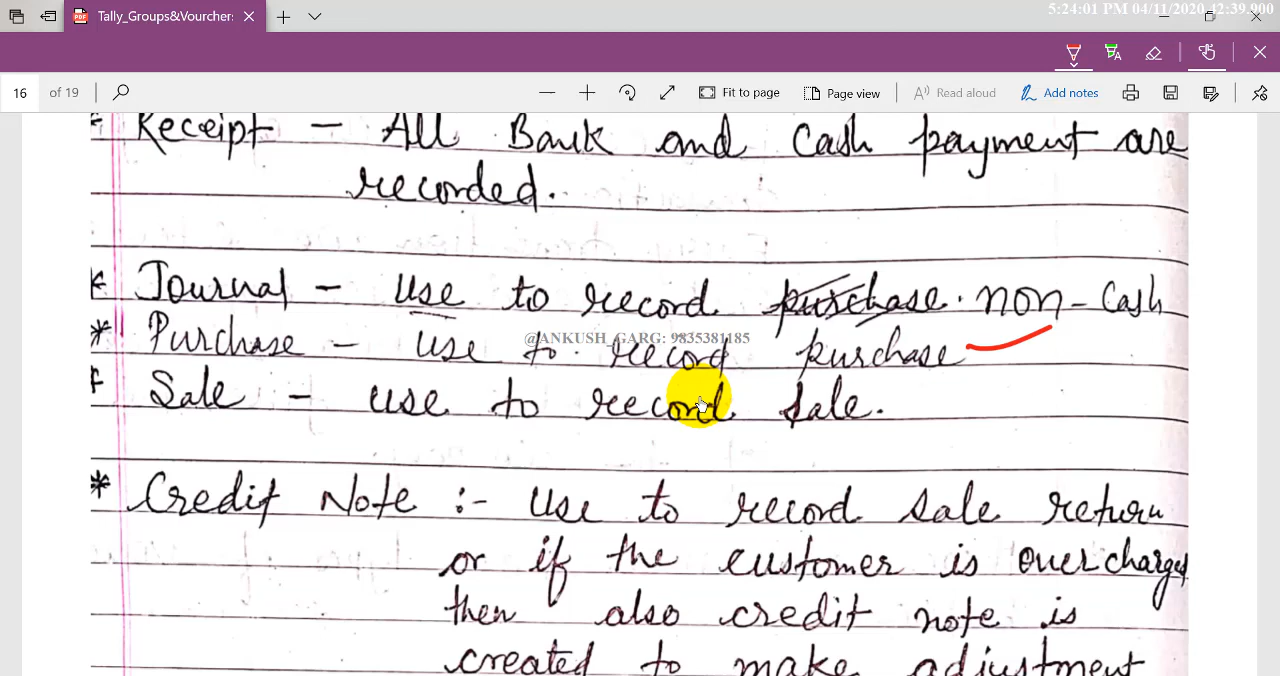 5:24:01 PM 04/11/2020 12:39.900
Tally_Groups&Vourchers
16 of 19 Fit to page Page view Read aloud Add notes
* Receipt - All Bank and Cash payment are
recorded.
* Journal - use to record purchase. non-Cash
* Purchase - use to record purchase
@ANKUSH_GARG: 9835381185
* Sale - use to record sale.
* Credit Note :- Use to record sale return
or if the customer is overcharged
then also credit note is
created to make adjustment